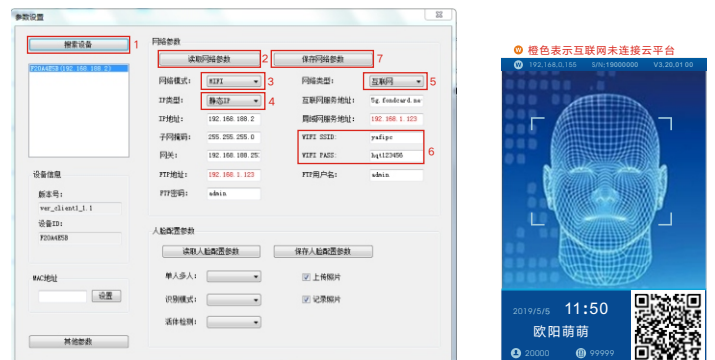 参数设置
搜索设备
1
P20A4E5B(192.168.188.2)
设备信息
版本号:
ver_client1_1.1
设备ID:
P20A4E5B
MAC地址
设置
其他参数
网络参数
读取网络参数
2
保存网络参数
7
网络模式:
WIFI
3
网络类型:
互联网
5
IP类型:
静态IP
4
互联网服务地址:
5g.fondcard.ne
IP地址:
192.168.188.2
局域网服务地址:
192.168.1.123
子网掩码:
255.255.255.0
WIFI SSID:
yafipc
网关:
192.168.188.25
WIFI PASS:
hqt123456
6
FTP地址:
192.168.1.123
FTP用户名:
admin
FTP密码:
admin
人脸配置参数
读取人脸配置参数
保存人脸配置参数
单人多人:
上传照片
识别模式:
记录照片
活体检测:
橙色表示互联网未连接云平台
192.168.0.155
S/N:19000000
V3.20.01 00
2019/5/5
11:50
欧阳萌萌
20000
99999